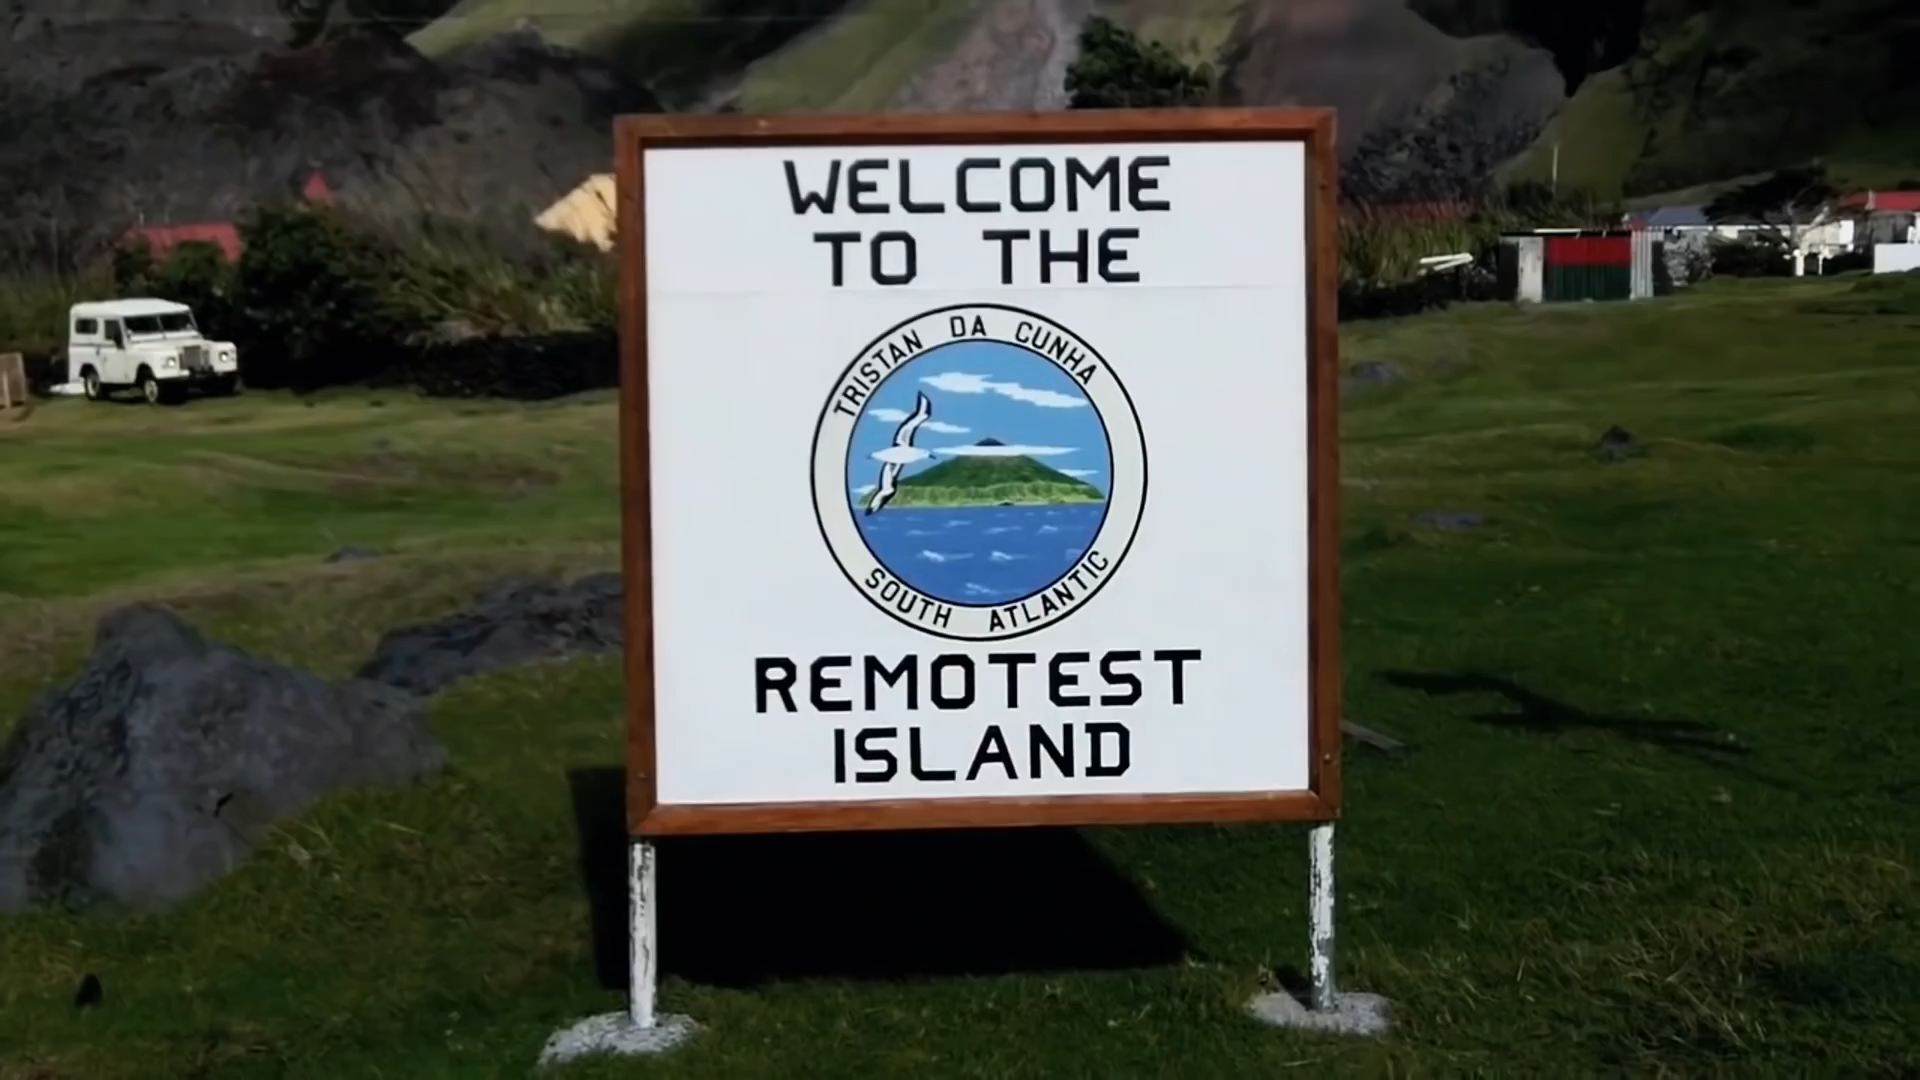 WELCOME
TO THE
TRISTAN DA CUNHA
SOUTH ATLANTIC
REMOTEST
ISLAND